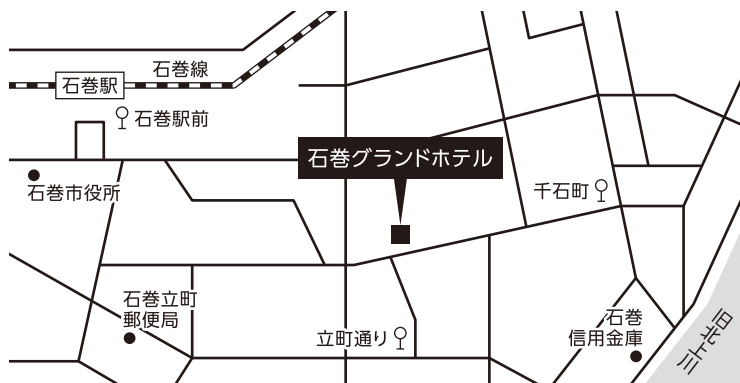 石巻線
石巻駅
石巻駅前
石巻グランドホテル
石巻市役所
千石町
石巻立町
郵便局
立町通り
石巻
信用金庫
旧北上川